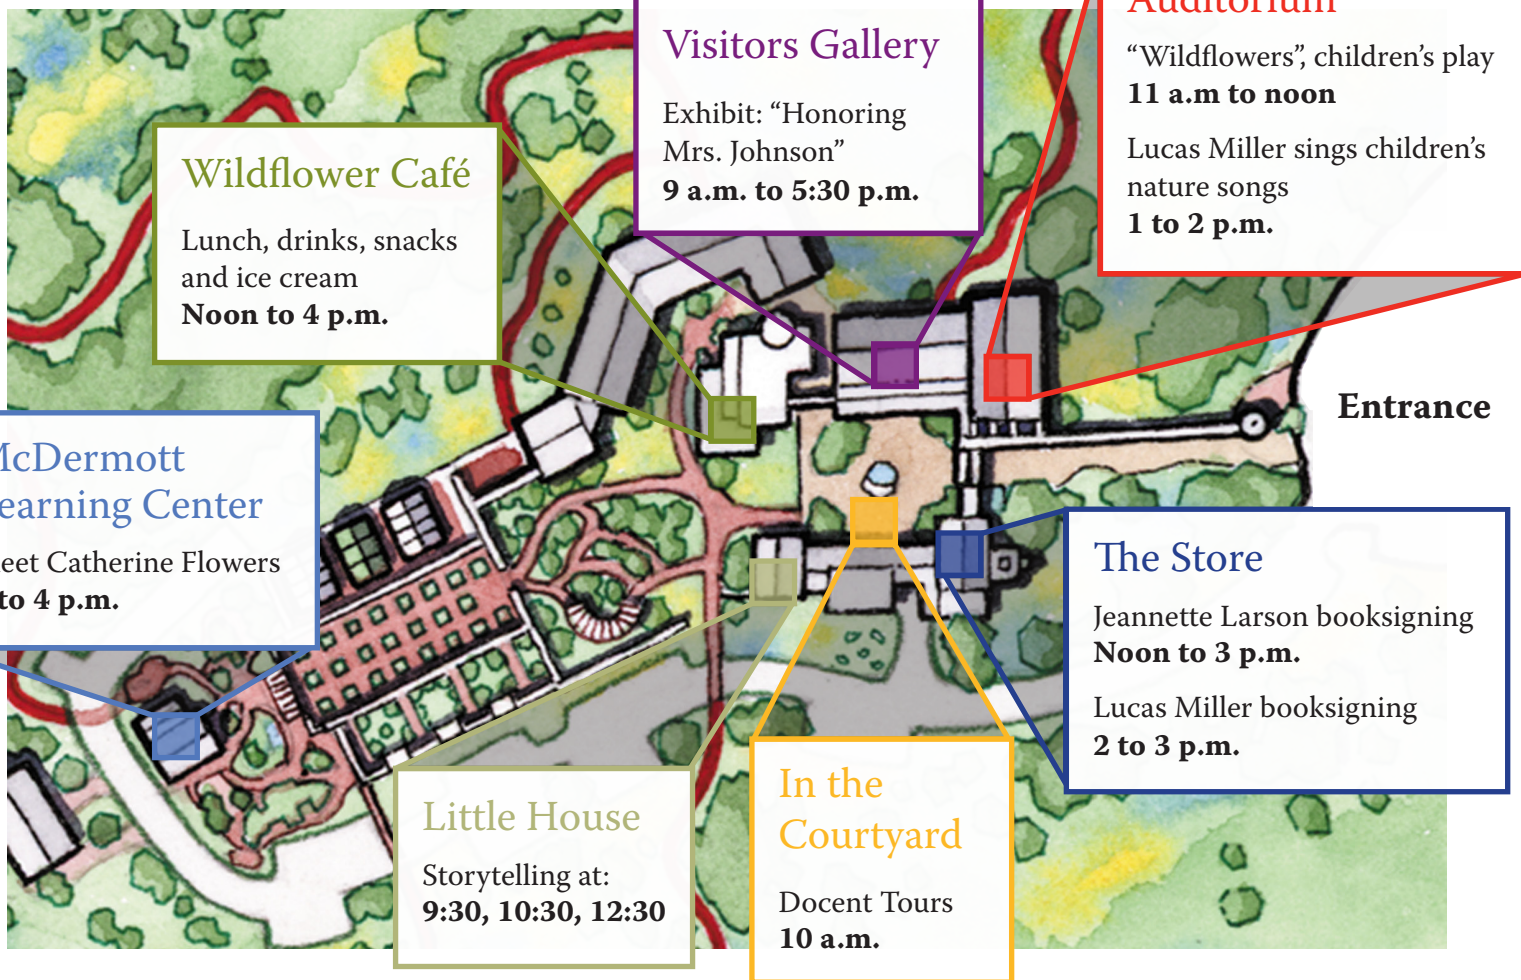 Visitors Gallery
Exhibit: “Honoring
Mrs. Johnson”
9 a.m. to 5:30 p.m.
Auditorium
“Wildflowers”, children’s play
11 a.m to noon
Lucas Miller sings children’s
nature songs
1 to 2 p.m.
Wildflower Café
Lunch, drinks, snacks
and ice cream
Noon to 4 p.m.
Entrance
McDermott
earning Center
eet Catherine Flowers
to 4 p.m.
The Store
Jeannette Larson booksigning
Noon to 3 p.m.
Lucas Miller booksigning
2 to 3 p.m.
Little House
Storytelling at:
9:30, 10:30, 12:30
In the
Courtyard
Docent Tours
10 a.m.